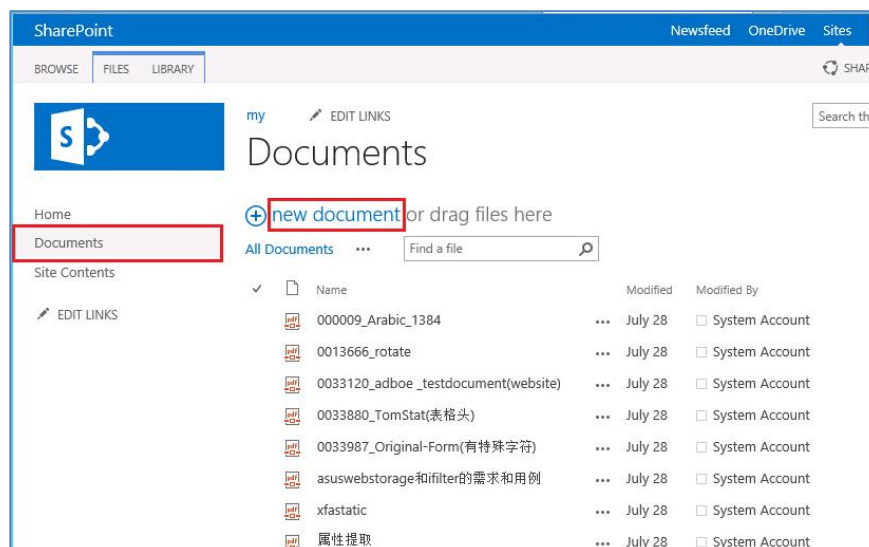 SharePoint Newsfeed OneDrive Sites
BROWSE FILES LIBRARY SHAR
S
my EDIT LINKS Search th
Documents
Home
Documents
Site Contents
EDIT LINKS
new document or drag files here
All Documents ••• Find a file
Name Modified Modified By
000009_Arabic_1384 ••• July 28 System Account
0013666_rotate ••• July 28 System Account
0033120_adboe _testdocument(website) ••• July 28 System Account
0033880_TomStat(表格头) ••• July 28 System Account
0033987_Original-Form(有特殊字符) ••• July 28 System Account
asuswebstorage和ifilter的需求和用例 ••• July 28 System Account
xfastatic ••• July 28 System Account
属性提取 ••• July 28 System Account